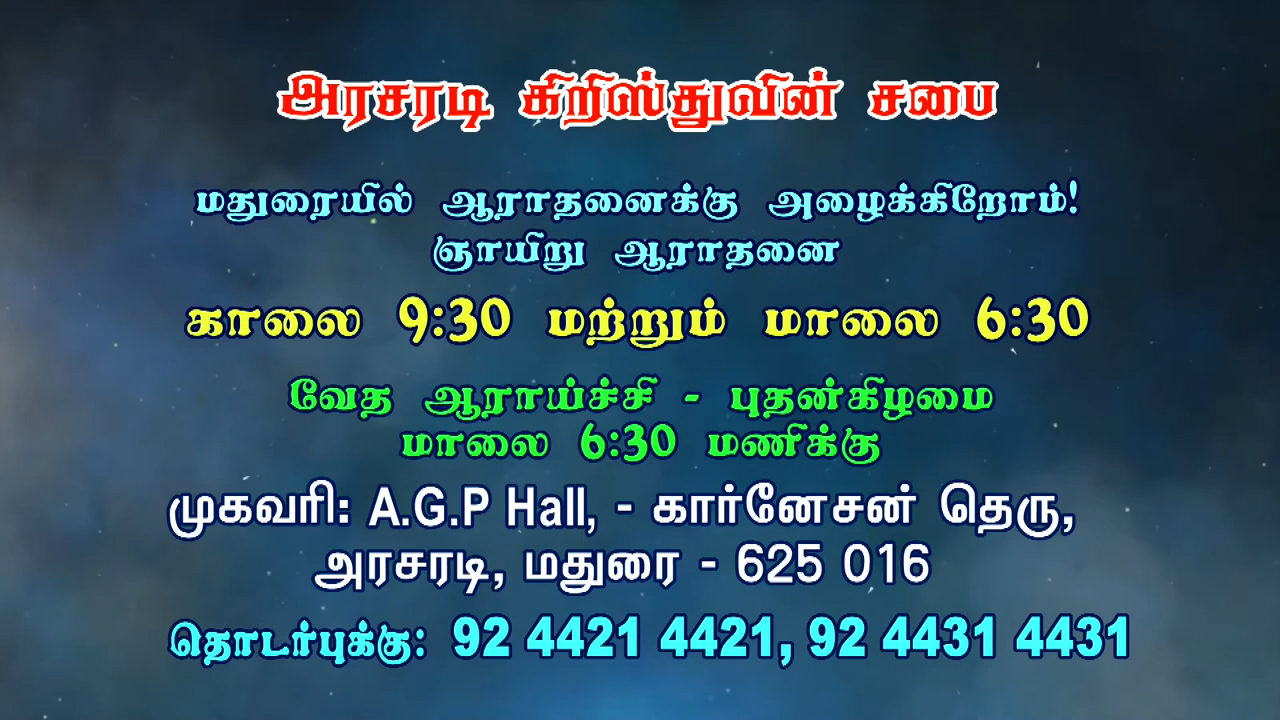 அரசரடி கிறிஸ்துவின் சபை
மதுரையில் ஆராதனைக்கு அழைக்கிறோம்!
ஞாயிறு ஆராதனை
காலை 9:30 மற்றும் மாலை 6:30
வேத ஆராய்ச்சி - புதன்கிழமை
மாலை 6:30 மணிக்கு
முகவரி: A.G.P Hall, - கார்னேசன் தெரு,
அரசரடி, மதுரை - 625 016
தொடர்புக்கு: 92 4421 4421, 92 4431 4431